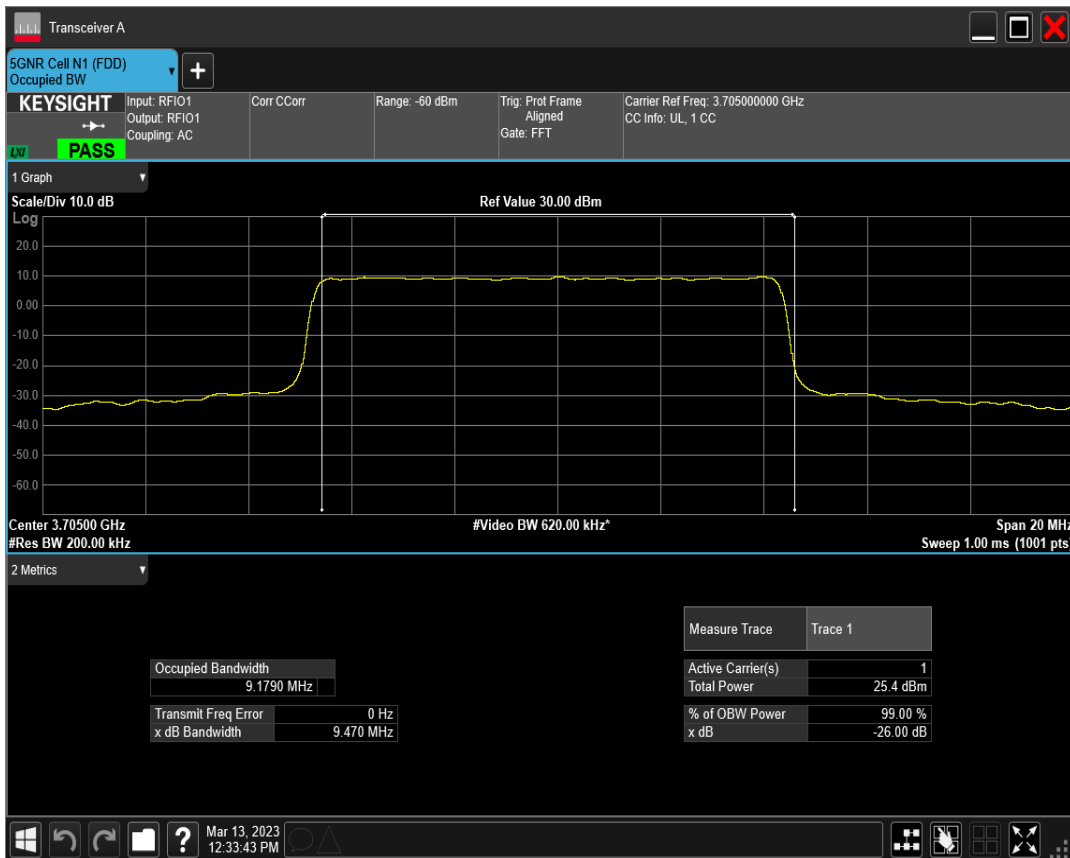 Transceiver A
5GNR Cell N1 (FDD)
Occupied BW
+
KEYSIGHT
LXI
PASS
Input: RFIO1
Output: RFIO1
Coupling: AC
Corr CCorr
Range: -60 dBm
Trig: Prot Frame
Aligned
Gate: FFT
Carrier Ref Freq: 3.705000000 GHz
CC Info: UL, 1 CC
1 Graph
Scale/Div 10.0 dB
Ref Value 30.00 dBm
Log
20.0
10.0
0.00
-10.0
-20.0
-30.0
-40.0
-50.0
-60.0
Center 3.70500 GHz
#Video BW 620.00 kHz*
Span 20 MHz
#Res BW 200.00 kHz
Sweep 1.00 ms (1001 pts)
2 Metrics
Measure Trace Trace 1
Occupied Bandwidth
9.1790 MHz
Active Carrier(s) 1
Total Power 25.4 dBm
Transmit Freq Error 0 Hz
x dB Bandwidth 9.470 MHz
% of OBW Power 99.00 %
x dB -26.00 dB
?
Mar 13, 2023
12:33:43 PM